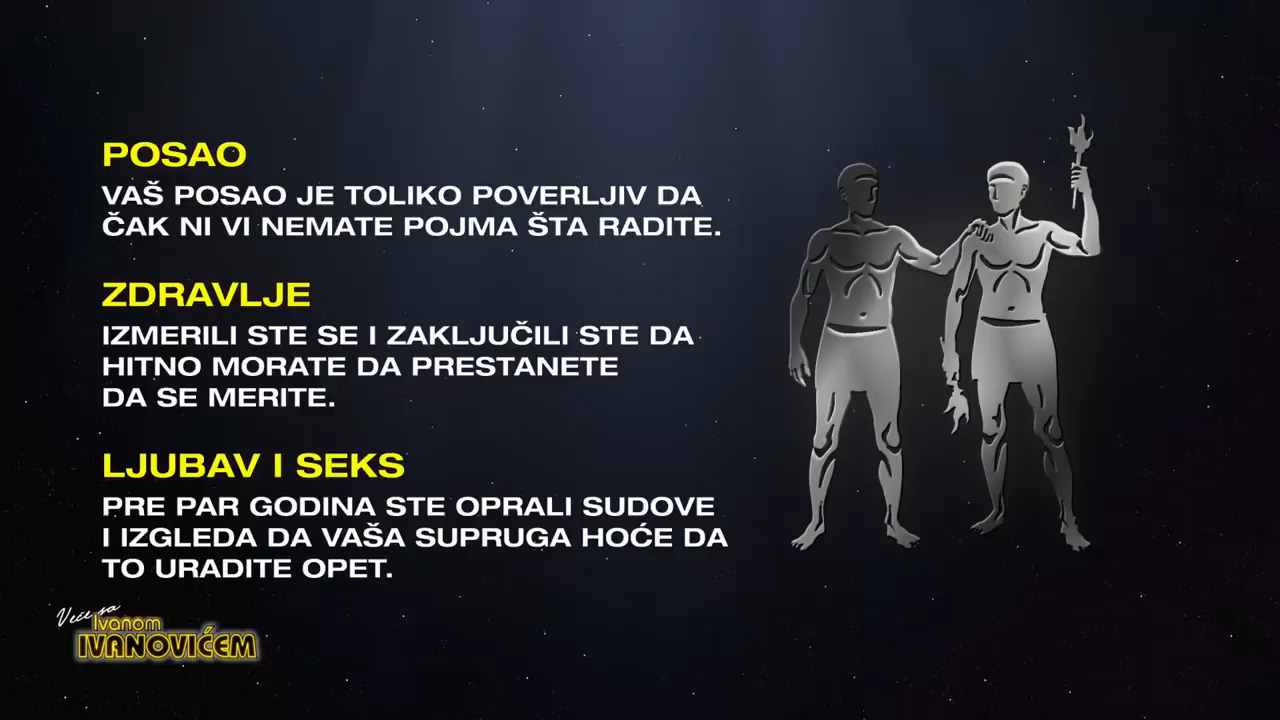 POSAO
VAŠ POSAO JE TOLIKO POVERLJIV DA
ČAK NI VI NEMATE POJMA ŠTA RADITE.
ZDRAVLJE
IZMERILI STE SE I ZAKLJUČILI STE DA
HITNO MORATE DA PRESTANETE
DA SE MERITE.
LJUBAV I SEKS
PRE PAR GODINA STE OPRALI SUDOVE
I IZGLEDA DA VAŠA SUPRUGA HOĆE DA
TO URADITE OPET.
Veče sa
Ivanom
IVANOVIĆEM